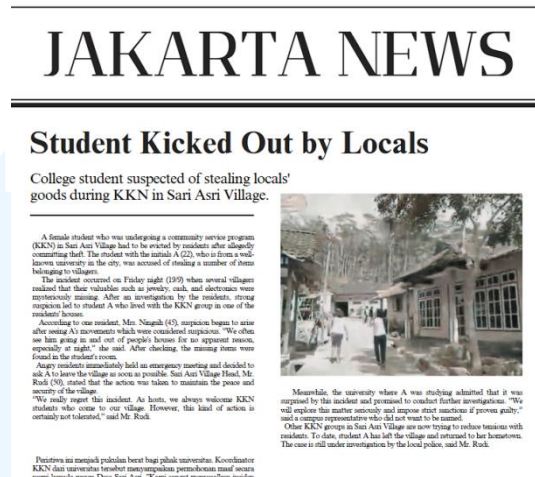 JAKARTA NEWS
Student Kicked Out by Locals
College student suspected of stealing locals'
goods during KKN in Sari Asri Village.
A female student who was undergoing a community service program
(KKN) in Sari Asri Village had to be evicted by residents after allegedly
committing theft. The student with the initials A (22), who is from a well-
known university in the city, was accused of stealing a number of items
belonging to villagers.
The incident occurred on Friday night (19/9) when several villagers
realized that their valuables such as jewelry, cash, and electronics were
mysteriously missing. After an investigation by the residents, strong
suspicion led to student A who lived with the KKN group in one of the
residents' houses.
According to one resident, Mrs. Ningsih (45), suspicion began to arise
after seeing A's movements which were considered suspicious. "We often
see him going in and out of people's houses for no apparent reason,
especially at night," she said. After checking, the missing items were
found in the student's room.
Angry residents immediately held an emergency meeting and decided to
ask A to leave the village as soon as possible. Sari Asri Village Head, Mr.
Rudi (50), stated that the action was taken to maintain the peace and
security of the village.
"We really regret this incident. As hosts, we always welcome KKN
students who come to our village. However, this kind of action is
certainly not tolerated," said Mr. Rudi.
Peristiwa ini menjadi pukulan berat bagi pihak universitas. Koordinator
KKN dari universitas tersebut menyampaikan permohonan maaf secara
Meanwhile, the university where A was studying admitted that it was
surprised by this incident and promised to conduct further investigations. "We
will explore this matter seriously and impose strict sanctions if proven guilty,"
said a campus representative who did not want to be named.
Other KKN groups in Sari Asri Village are now trying to reduce tensions with
residents. To date, student A has left the village and returned to her hometown.
The case is still under investigation by the local police, said Mr. Rudi.